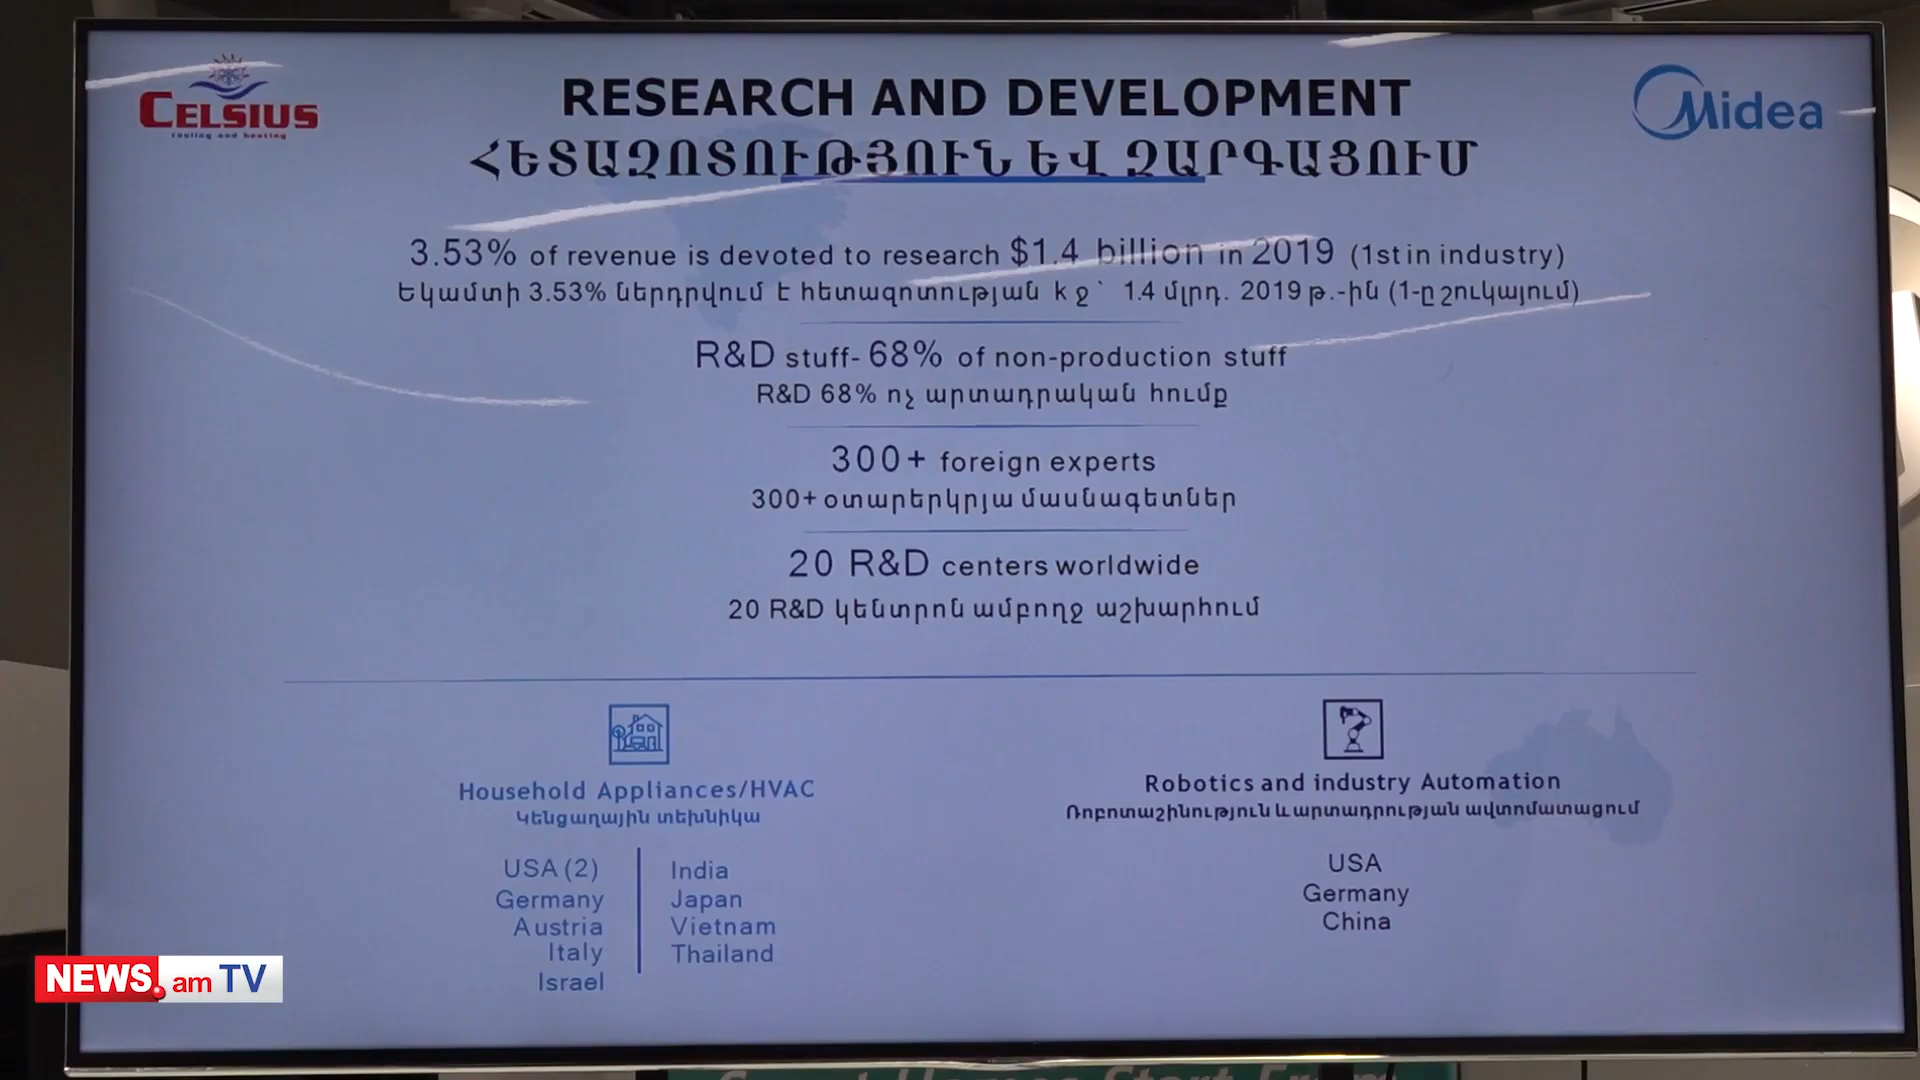 CELSIUS
cooling and heating
Midea
RESEARCH AND DEVELOPMENT
ՀԵՏԱԶՈՏՈՒԹՅՈՒՆ ԵՎ ԶԱՐԳԱՑՈՒՄ
3.53% of revenue is devoted to research $1.4 billion in 2019 (1st in industry)
Եկամտի 3.53% ներդրվում է հետազոտության k ջ՝ 1.4 մլրդ. 2019 թ.-ին (1-ը շուկայում)
R&D stuff- 68% of non-production stuff
R&D 68% ոչ արտադրական հումք
300+ foreign experts
300+ օտարերկրյա մասնագետներ
20 R&D centers worldwide
20 R&D կենտրոն ամբողջ աշխարհում
Household Appliances/HVAC
Կենցաղային տեխնիկա
USA (2)
Germany
Austria
Italy
Israel
India
Japan
Vietnam
Thailand
Robotics and industry Automation
Ռոբոտաշինություն և արտադրության ավտոմատացում
USA
Germany
China
NEWS.am TV